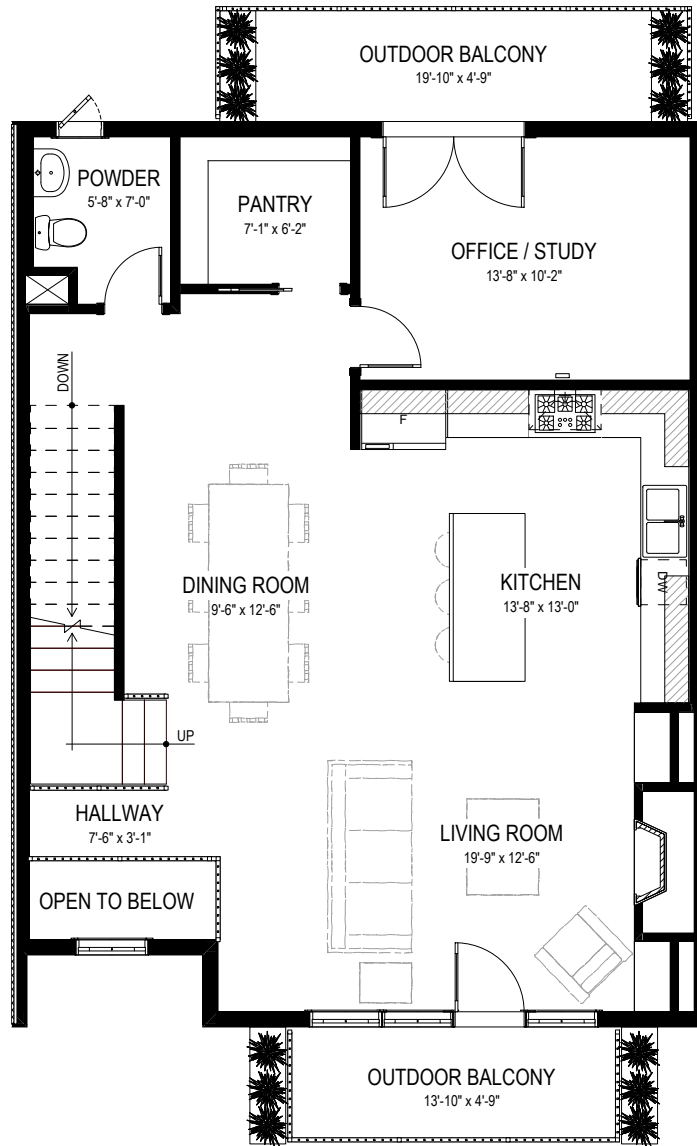 OUTDOOR BALCONY
19'-10" x 4'-9"
POWDER
5'-8" x 7'-0"
PANTRY
7'-1" x 6'-2"
OFFICE / STUDY
13'-8" x 10'-2"
DOWN
F
DINING ROOM
9'-6" x 12'-6"
KITCHEN
13'-8" x 13'-0"
DW
UP
HALLWAY
7'-6" x 3'-1"
LIVING ROOM
19'-9" x 12'-6"
OPEN TO BELOW
OUTDOOR BALCONY
13'-10" x 4'-9"